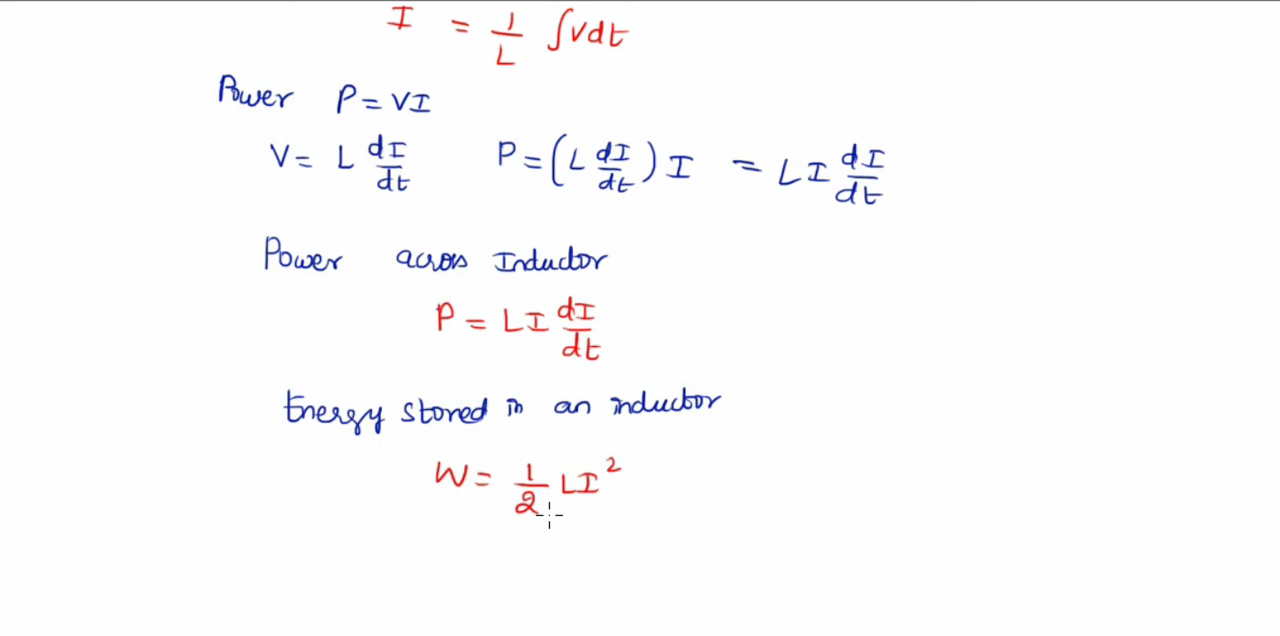 I = 1/L ∫Vdt
Power P = VI
V = L dI/dt P = (L dI/dt) I = LI dI/dt
Power across Inductor
P = LI dI/dt
Energy stored in an inductor
W = 1/2 LI²